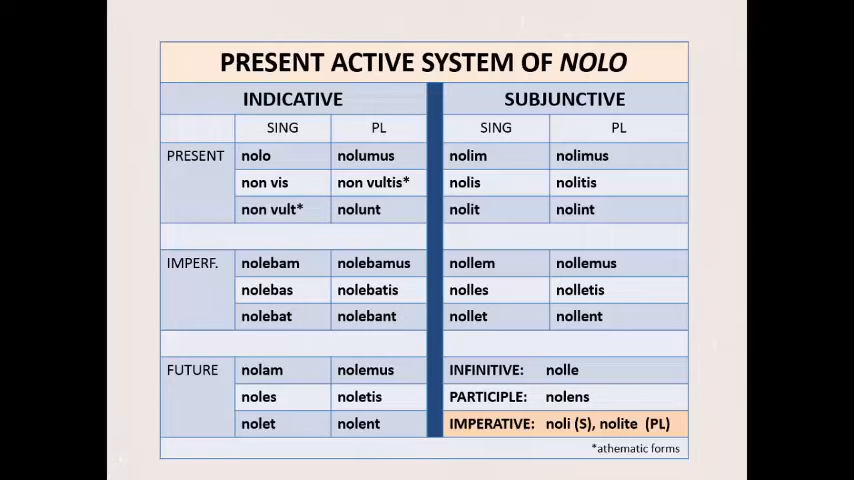 PRESENT ACTIVE SYSTEM OF NOLO
INDICATIVE SUBJUNCTIVE
SING PL SING PL
PRESENT nolo nolumus nolim nolimus
non vis non vultis* nolis nolitis
non vult* nolunt nolit nolint
IMPERF. nolebam nolebamus nollem nollemus
nolebas nolebatis nolles nolletis
nolebat nolebant nollet nollent
FUTURE nolam nolemus INFINITIVE: nolle
noles noletis PARTICIPLE: nolens
nolet nolent IMPERATIVE: noli (S), nolite (PL)
*athematic forms